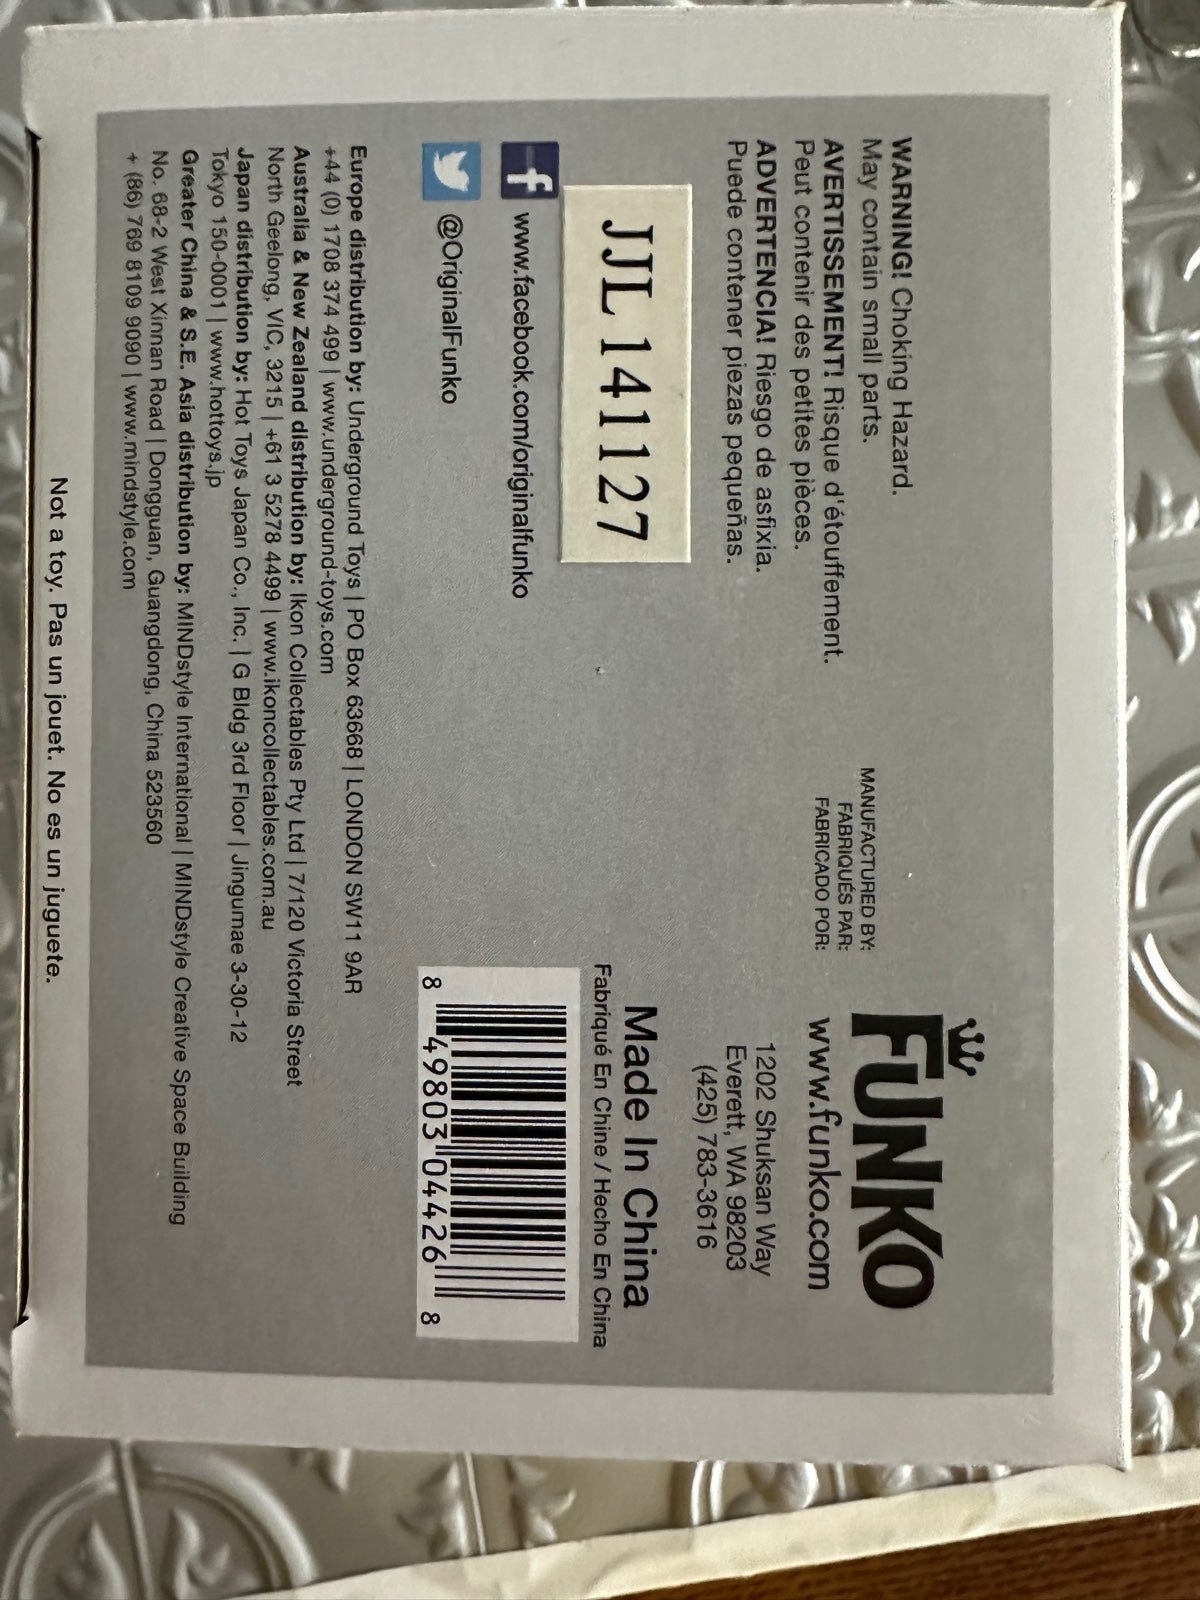 WARNING! Choking Hazard.
May contain small parts.
AVERTISSEMENT! Risque d'étouffement.
Peut contenir des petites pièces.
ADVERTENCIA! Riesgo de asfixia.
Puede contener piezas pequeñas.
JJL 141127
f www.facebook.com/originalfunko
@OriginalFunko
MANUFACTURED BY:
FABRIQUÉS PAR:
FABRICADO POR:
FUNKO
www.funko.com
1202 Shuksan Way
Everett, WA 98203
(425) 783-3616
Made In China
Fabriqué En Chine / Hecho En China
8 49803 04426 8
Europe distribution by: Underground Toys | PO Box 63668 | LONDON SW11 9AR
+44 (0) 1708 374 499 | www.underground-toys.com
Australia & New Zealand distribution by: Ikon Collectables Pty Ltd | 7/120 Victoria Street
North Geelong, VIC, 3215 | +61 3 5278 4499 | www.ikoncollectables.com.au
Japan distribution by: Hot Toys Japan Co., Inc. | G Bldg 3rd Floor | Jingumae 3-30-12
Tokyo 150-0001 | www.hottoys.jp
Greater China & S.E. Asia distribution by: MINDstyle International | MINDstyle Creative Space Building
No. 68-2 West Xinnan Road | Dongguan, Guangdong, China 523560
+ (86) 769 8109 9090 | www.mindstyle.com
Not a toy. Pas un jouet. No es un juguete.